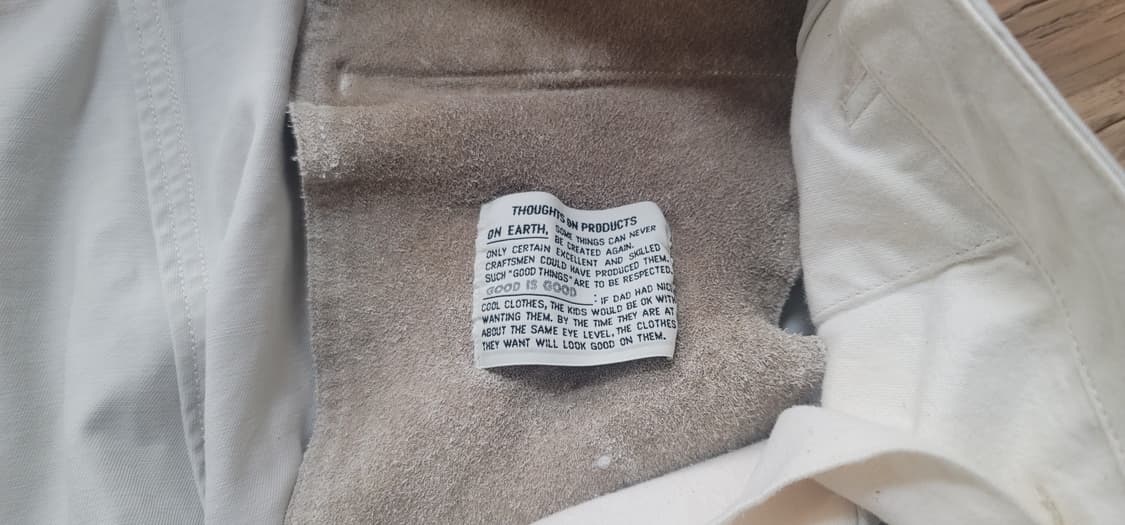 THOUGHTS ON PRODUCTS
ON EARTH, SOME THINGS CAN NEVER
BE CREATED AGAIN.
ONLY CERTAIN EXCELLENT AND SKILLED
CRAFTSMEN COULD HAVE PRODUCED THEM.
SUCH "GOOD THINGS" ARE TO BE RESPECTED.
GOOD IS GOOD : IF DAD HAD NICE
COOL CLOTHES, THE KIDS WOULD BE OK WITH
WANTING THEM. BY THE TIME THEY ARE AT
ABOUT THE SAME EYE LEVEL, THE CLOTHES
THEY WANT WILL LOOK GOOD ON THEM.